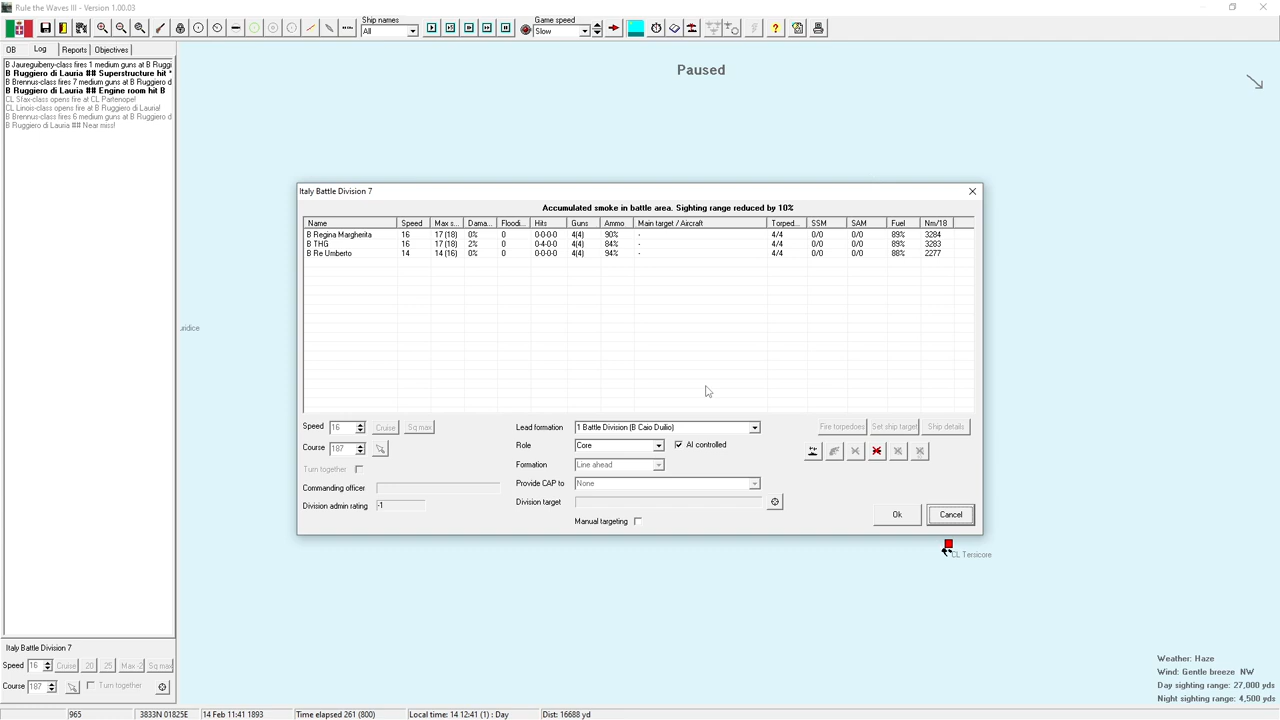 Rule the Waves III - Version 1.00.03
Ship names
All
Game speed
Slow
OB Log Reports Objectives
B Jaureguiberry-class fires 1 medium guns at B Ruggi
B Ruggiero di Lauria ## Superstructure hit *
B Brennus-class fires 7 medium guns at B Ruggiero d
B Ruggiero di Lauria ## Engine room hit B
CL Sfax-class opens fire at CL Partenope!
CL Linois-class opens fire at B Ruggiero di Lauria!
B Brennus-class fires 6 medium guns at B Ruggiero d
B Ruggiero di Lauria ## Near miss!
Paused
uridice
Italy Battle Division 7
Accumulated smoke in battle area. Sighting range reduced by 10%
Name Speed Max s... Dama... Floodi... Hits Guns Ammo Main target / Aircraft Torped... SSM SAM Fuel Nm/18
B Regina Margherita 16 17 (18) 0% 0 0-0-0-0 4(4) 90% - 4/4 0/0 0/0 89% 3284
B THG 16 17 (18) 2% 0 0-4-0-0 4(4) 84% - 4/4 0/0 0/0 89% 3283
B Re Umberto 14 14 (16) 0% 0 0-0-0-0 4(4) 94% - 4/4 0/0 0/0 88% 2277
Speed 16 Cruise Sq max
Course 187
Turn together
Commanding officer
Division admin rating -1
Lead formation 1 Battle Division (B Caio Duilio)
Role Core AI controlled
Formation Line ahead
Provide CAP to None
Division target
Manual targeting
Fire torpedoes Set ship target Ship details
Ok Cancel
CL Tersicore
Italy Battle Division 7
Speed 16 Cruise 20 25 Max -2 Sq max
Course 187 Turn together
Weather: Haze
Wind: Gentle breeze NW
Day sighting range: 27,000 yds
Night sighting range: 4,500 yds
965 3833N 01825E 14 Feb 11:41 1893 Time elapsed 261 (800) Local time: 14 12:41 (1) : Day Dist: 16688 yd